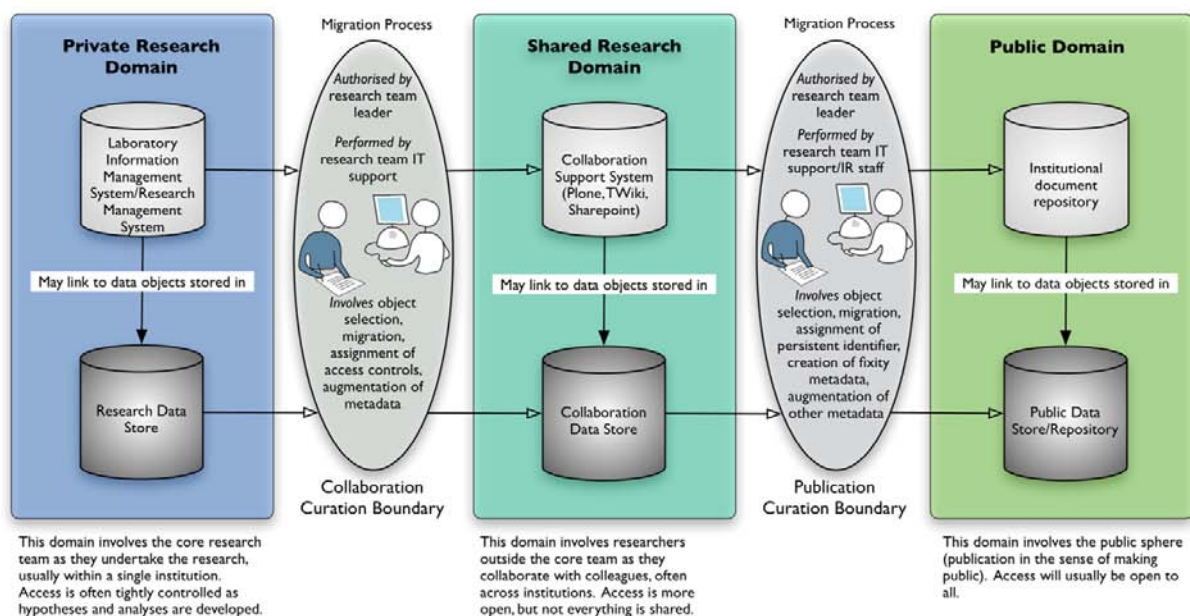 Private Research
Domain
Laboratory
Information
Management
System/Research
Management
System
May link to data objects stored in
Research Data
Store
This domain involves the core research
team as they undertake the research,
usually within a single institution.
Access is often tightly controlled as
hypotheses and analyses are developed.
Migration Process
Authorised by
research team
leader
Performed by
research team IT
support
Involves object
selection,
migration,
assignment of
access controls,
augmentation of
metadata
Collaboration
Curation Boundary
Shared Research
Domain
Collaboration
Support System
(Plone, TWiki,
Sharepoint)
May link to data objects stored in
Collaboration
Data Store
This domain involves researchers
outside the core team as they
collaborate with colleagues, often
across institutions. Access is more
open, but not everything is shared.
Migration Process
Authorised by
research team
leader
Performed by
research team IT
support/IR staff
Involves object
selection, migration,
assignment of
persistent identifier,
creation of fixity
metadata,
augmentation of
other metadata
Publication
Curation Boundary
Public Domain
Institutional
document
repository
May link to data objects stored in
Public Data
Store/Repository
This domain involves the public sphere
(publication in the sense of making
public). Access will usually be open to
all.